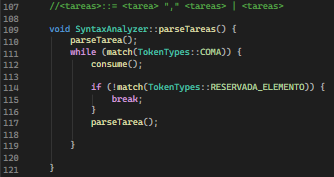 107 //<tareas>::= <tarea> "," <tareas> | <tareas>
108
109 void SyntaxAnalyzer::parseTareas() {
110 parseTarea();
111 while (match(TokenTypes::COMA)) {
112 consume();
113
114 if (!match(TokenTypes::RESERVADA_ELEMENTO)) {
115 break;
116 }
117 parseTarea();
118
119 }
120
121 }